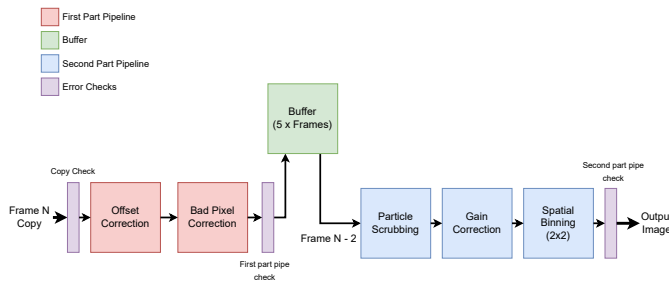 First Part Pipeline
Buffer
Second Part Pipeline
Error Checks
Buffer
(5 x Frames)
Copy Check
Frame N
Copy
Offset
Correction
Bad Pixel
Correction
First part pipe
check
Frame N - 2
Particle
Scrubbing
Gain
Correction
Spatial
Binning
(2x2)
Second part pipe
check
Output
Image